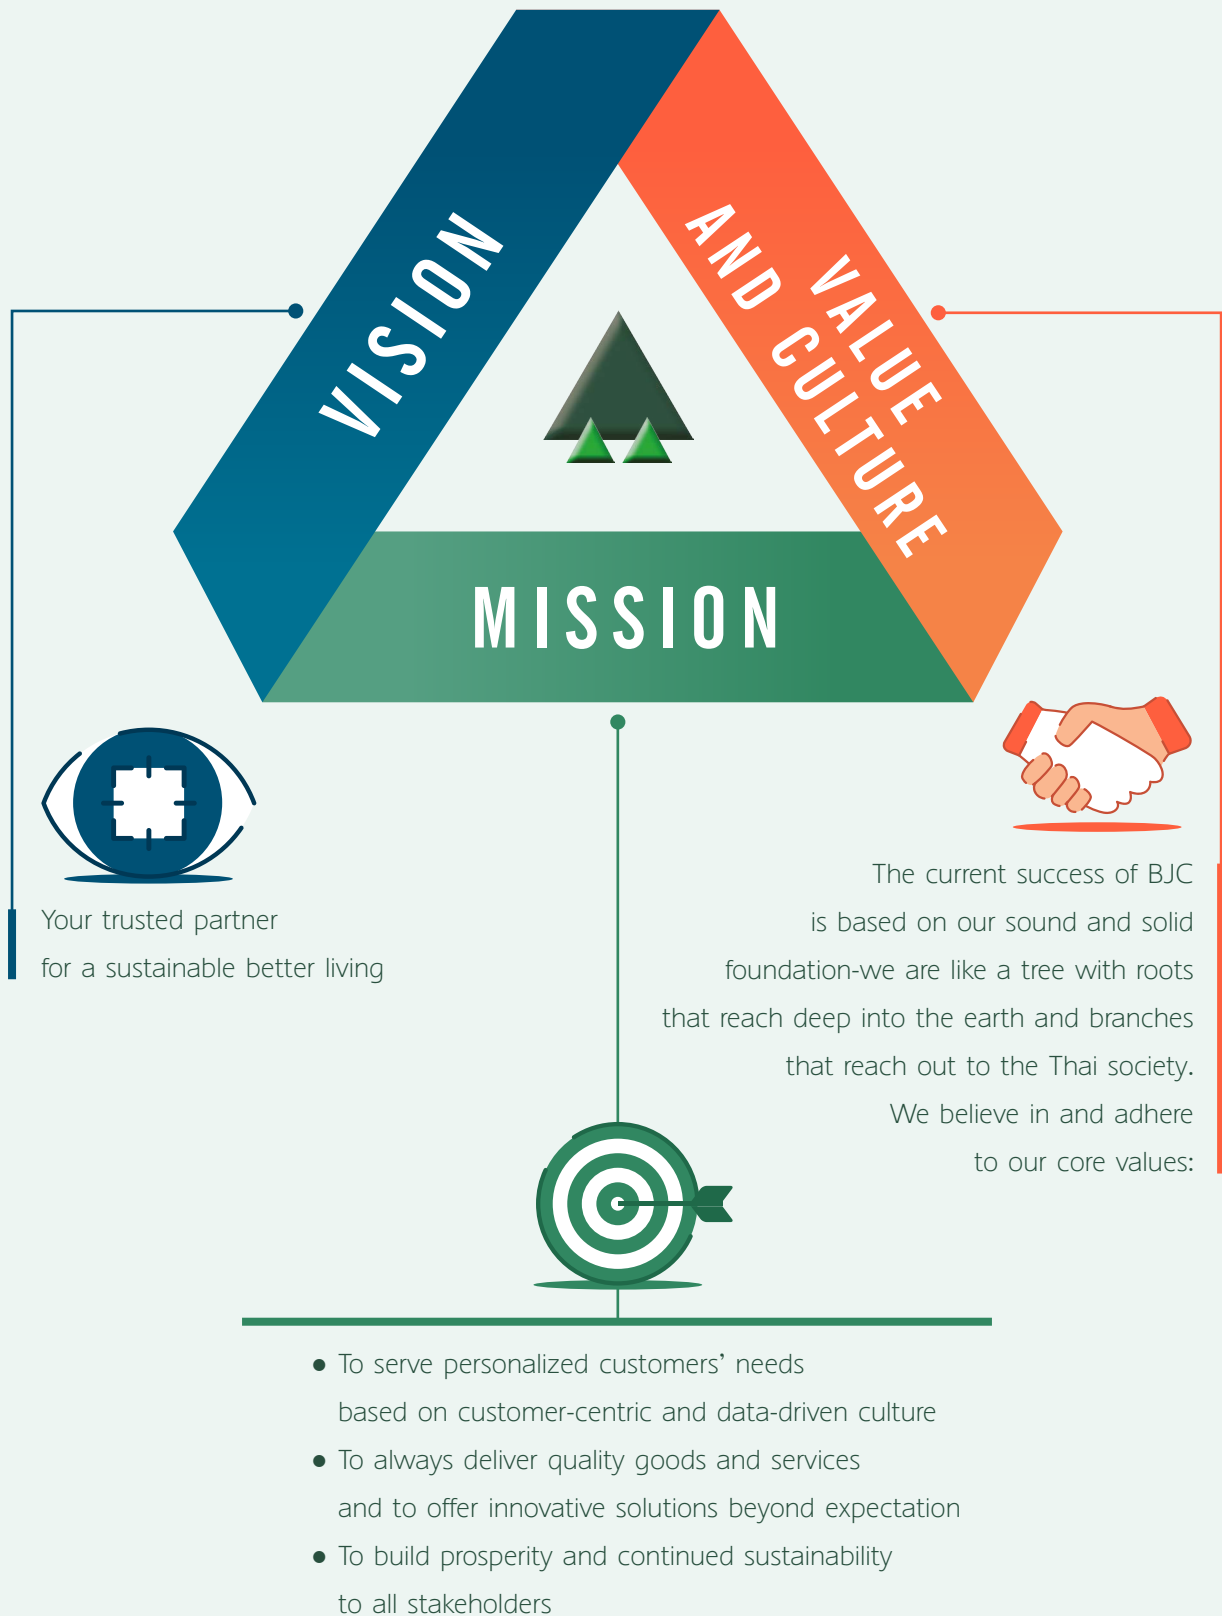 VISION
VALUE
AND CULTURE
MISSION
Your trusted partner
for a sustainable better living
The current success of BJC
is based on our sound and solid
foundation-we are like a tree with roots
that reach deep into the earth and branches
that reach out to the Thai society.
We believe in and adhere
to our core values:
• To serve personalized customers’ needs
based on customer-centric and data-driven culture
• To always deliver quality goods and services
and to offer innovative solutions beyond expectation
• To build prosperity and continued sustainability
to all stakeholders